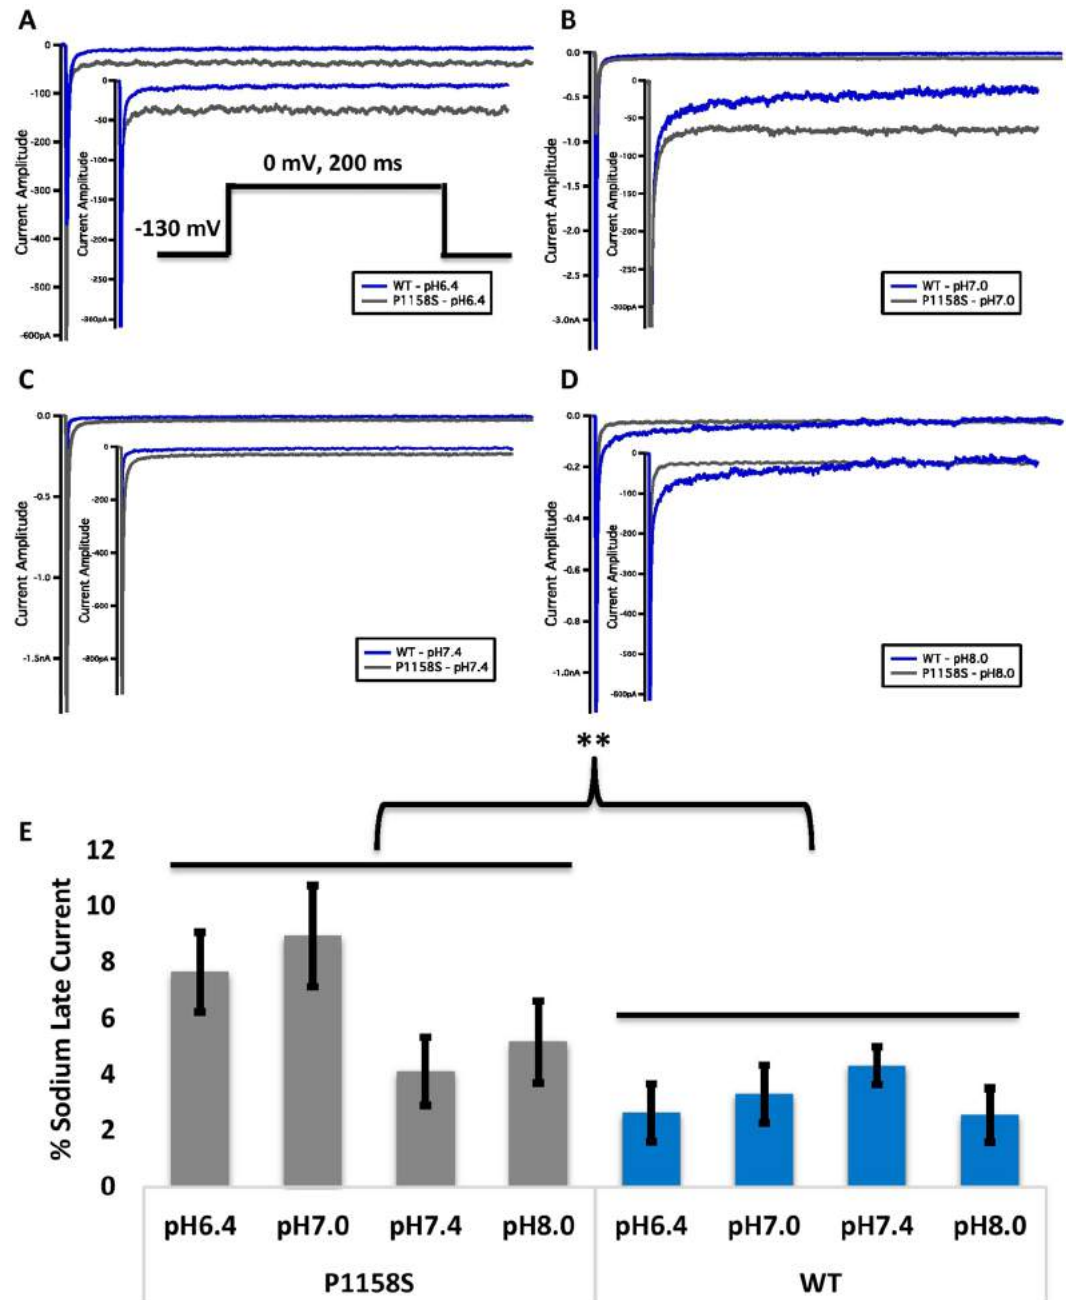 A
0
-100
-200
-300
-400
-500
-600pA
Current Amplitude
0
-50
-100
-150
-200
-250
-300pA
Current Amplitude
0 mV, 200 ms
-130 mV
WT - pH6.4
P1158S - pH6.4
B
0.0
-0.5
-1.0
-1.5
-2.0
-2.5
-3.0nA
Current Amplitude
0
-50
-100
-150
-200
-250
-300pA
Current Amplitude
WT - pH7.0
P1158S - pH7.0
C
0.0
-0.5
-1.0
-1.5nA
Current Amplitude
0
-200
-400
-600
-800pA
Current Amplitude
WT - pH7.4
P1158S - pH7.4
D
0.0
-0.2
-0.4
-0.6
-0.8
-1.0nA
Current Amplitude
0
-100
-200
-300
-400
-500
-600pA
Current Amplitude
WT - pH8.0
P1158S - pH8.0
**
E
12
10
8
6
4
2
0
% Sodium Late Current
pH6.4 pH7.0 pH7.4 pH8.0 pH6.4 pH7.0 pH7.4 pH8.0
P1158S WT